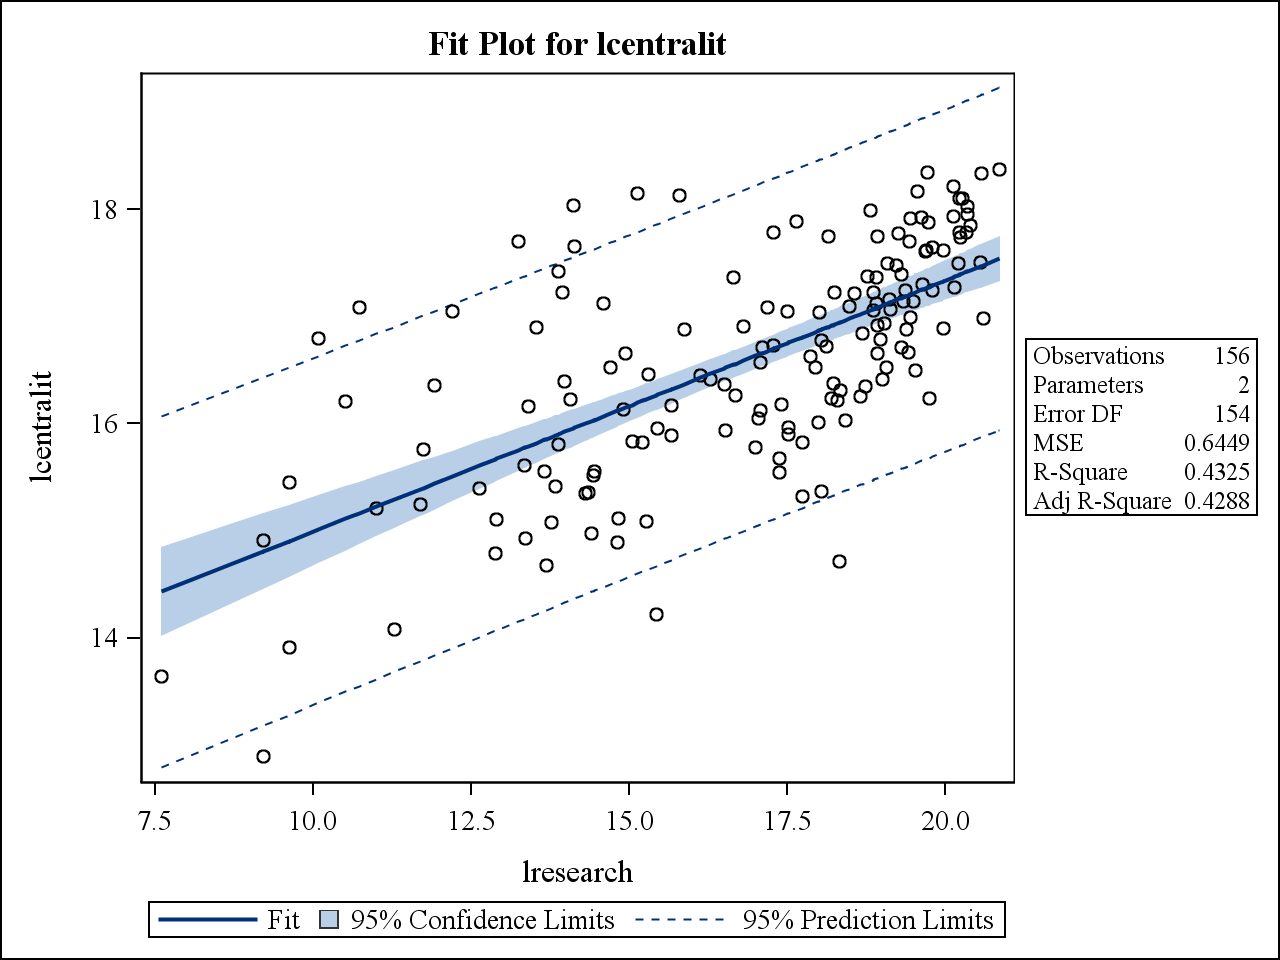 Fit Plot for lcentralit
18
16
14
lcentralit
7.5 10.0 12.5 15.0 17.5 20.0
lresearch
Observations 156
Parameters 2
Error DF 154
MSE 0.6449
R-Square 0.4325
Adj R-Square 0.4288
Fit 95% Confidence Limits 95% Prediction Limits